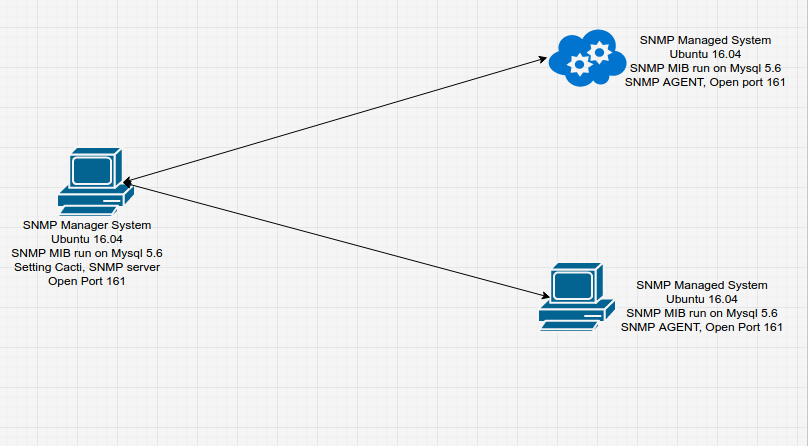 SNMP Managed System
Ubuntu 16.04
SNMP MIB run on Mysql 5.6
SNMP AGENT, Open port 161
SNMP Manager System
Ubuntu 16.04
SNMP MIB run on Mysql 5.6
Setting Cacti, SNMP server
Open Port 161
SNMP Managed System
Ubuntu 16.04
SNMP MIB run on Mysql 5.6
SNMP AGENT, Open Port 161